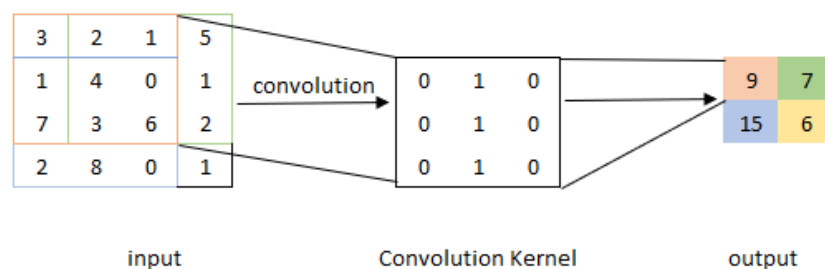 3 2 1 5
1 4 0 1
7 3 6 2
2 8 0 1
convolution
0 1 0
0 1 0
0 1 0
9 7
15 6
input
Convolution Kernel
output